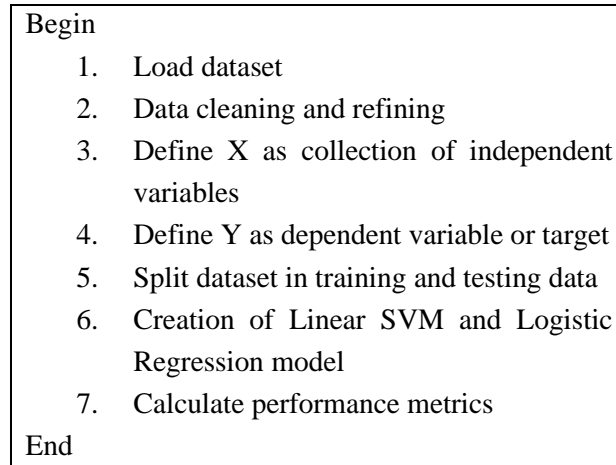 Begin
1. Load dataset
2. Data cleaning and refining
3. Define X as collection of independent
variables
4. Define Y as dependent variable or target
5. Split dataset in training and testing data
6. Creation of Linear SVM and Logistic
Regression model
7. Calculate performance metrics
End